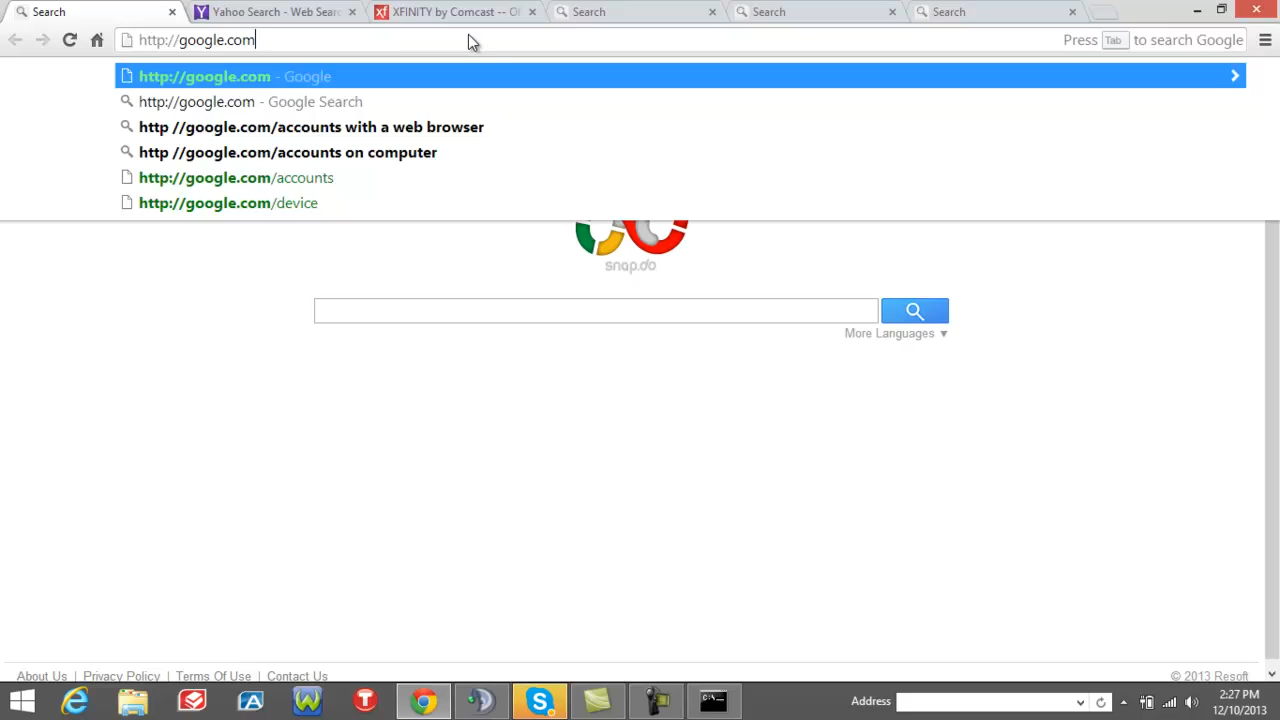 Search
Yahoo Search - Web Sear
XFINITY by Comcast -- Of
Search
Search
Search
http://google.com
Press Tab to search Google
http://google.com - Google
http://google.com - Google Search
http //google.com/accounts with a web browser
http //google.com/accounts on computer
http://google.com/accounts
http://google.com/device
snap.do
More Languages ▼
About Us | Privacy Policy | Terms Of Use | Contact Us
© 2013 Resoft
Address
2:27 PM
12/10/2013